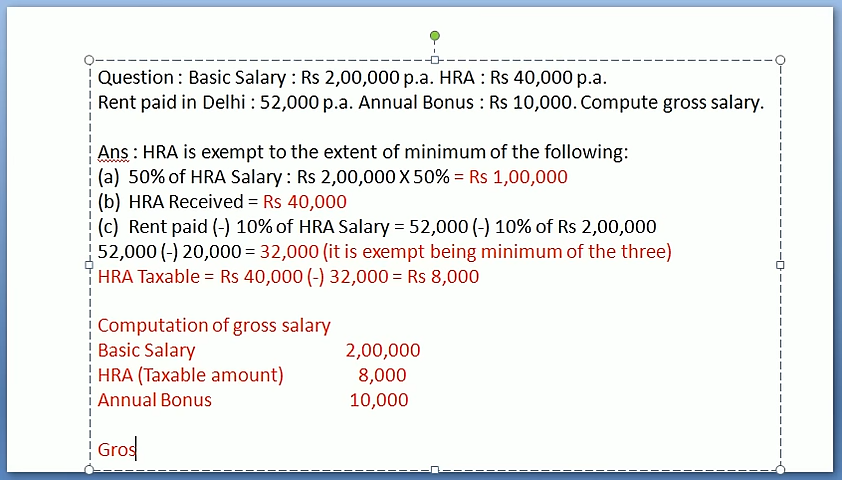 Question : Basic Salary : Rs 2,00,000 p.a. HRA : Rs 40,000 p.a.
Rent paid in Delhi : 52,000 p.a. Annual Bonus : Rs 10,000. Compute gross salary.
Ans : HRA is exempt to the extent of minimum of the following:
(a) 50% of HRA Salary : Rs 2,00,000 X 50% = Rs 1,00,000
(b) HRA Received = Rs 40,000
(c) Rent paid (-) 10% of HRA Salary = 52,000 (-) 10% of Rs 2,00,000
52,000 (-) 20,000 = 32,000 (it is exempt being minimum of the three)
HRA Taxable = Rs 40,000 (-) 32,000 = Rs 8,000
Computation of gross salary
Basic Salary 2,00,000
HRA (Taxable amount) 8,000
Annual Bonus 10,000
Gros